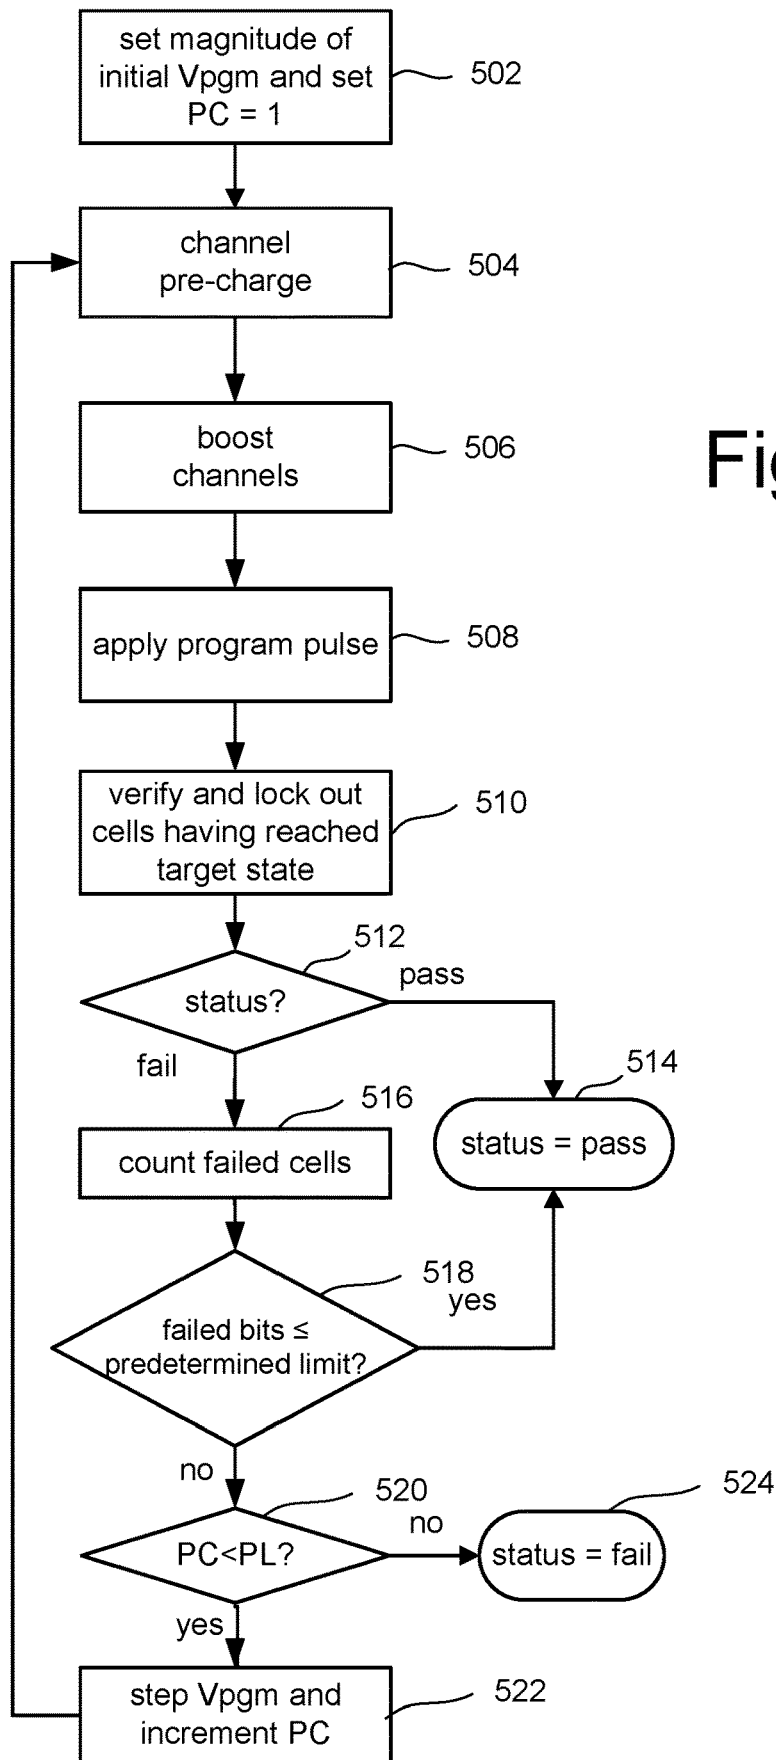 set magnitude of
initial Vpgm and set
PC = 1
502
channel
pre-charge
504
boost
channels
506
Fig
apply program pulse
508
verify and lock out
cells having reached
target state
510
512
status?
pass
fail
514
status = pass
516
count failed cells
518
yes
failed bits ≤
predetermined limit?
no
520
524
PC<PL?
no
status = fail
yes
step Vpgm and
increment PC
522